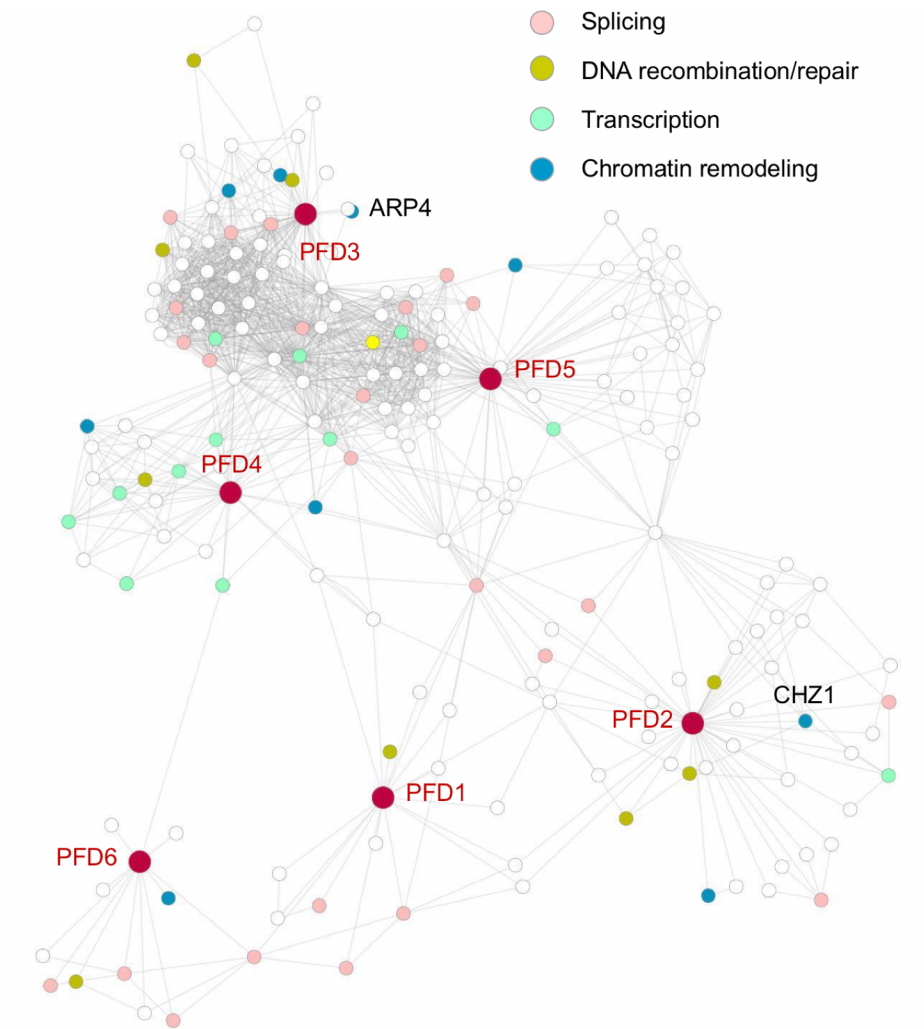 Splicing
DNA recombination/repair
Transcription
Chromatin remodeling
ARP4
PFD3
PFD5
PFD4
CHZ1
PFD2
PFD1
PFD6